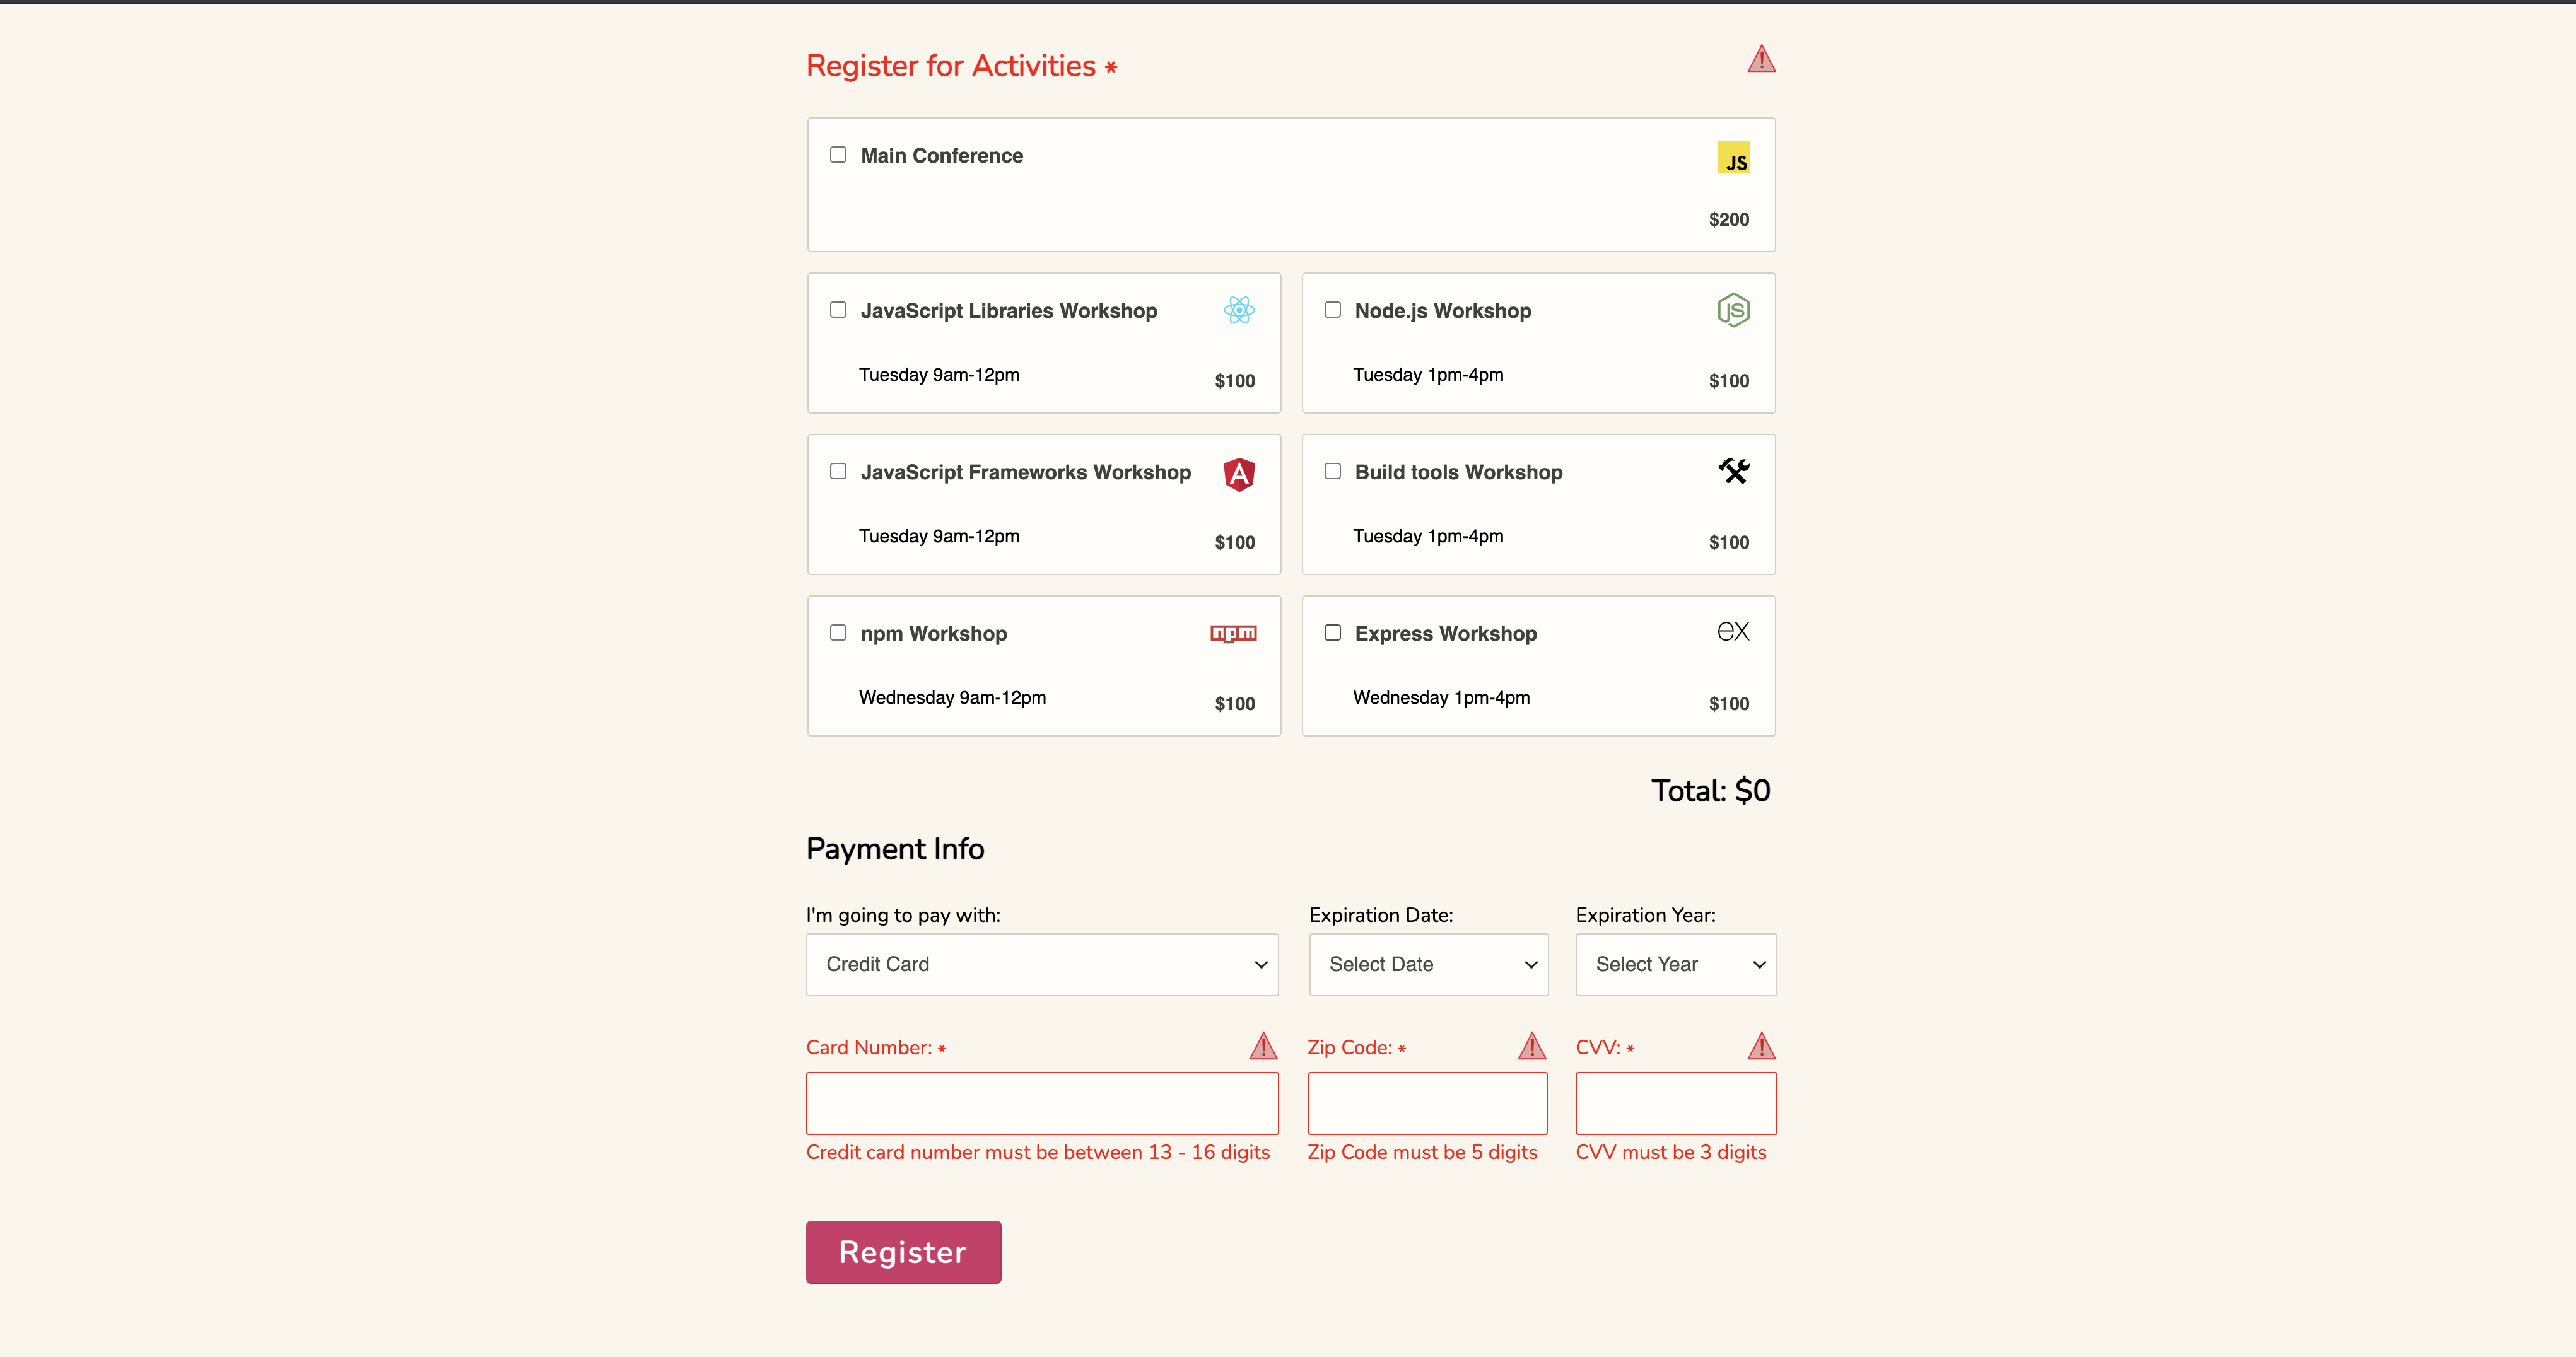 Register for Activities *
Main Conference
JS
$200
JavaScript Libraries Workshop
Tuesday 9am-12pm
$100
Node.js Workshop
JS
Tuesday 1pm-4pm
$100
JavaScript Frameworks Workshop
A
Tuesday 9am-12pm
$100
Build tools Workshop
Tuesday 1pm-4pm
$100
npm Workshop
npm
Wednesday 9am-12pm
$100
Express Workshop
ex
Wednesday 1pm-4pm
$100
Total: $0
Payment Info
I'm going to pay with:
Credit Card
Expiration Date:
Select Date
Expiration Year:
Select Year
Card Number: *
Credit card number must be between 13 - 16 digits
Zip Code: *
Zip Code must be 5 digits
CVV: *
CVV must be 3 digits
Register